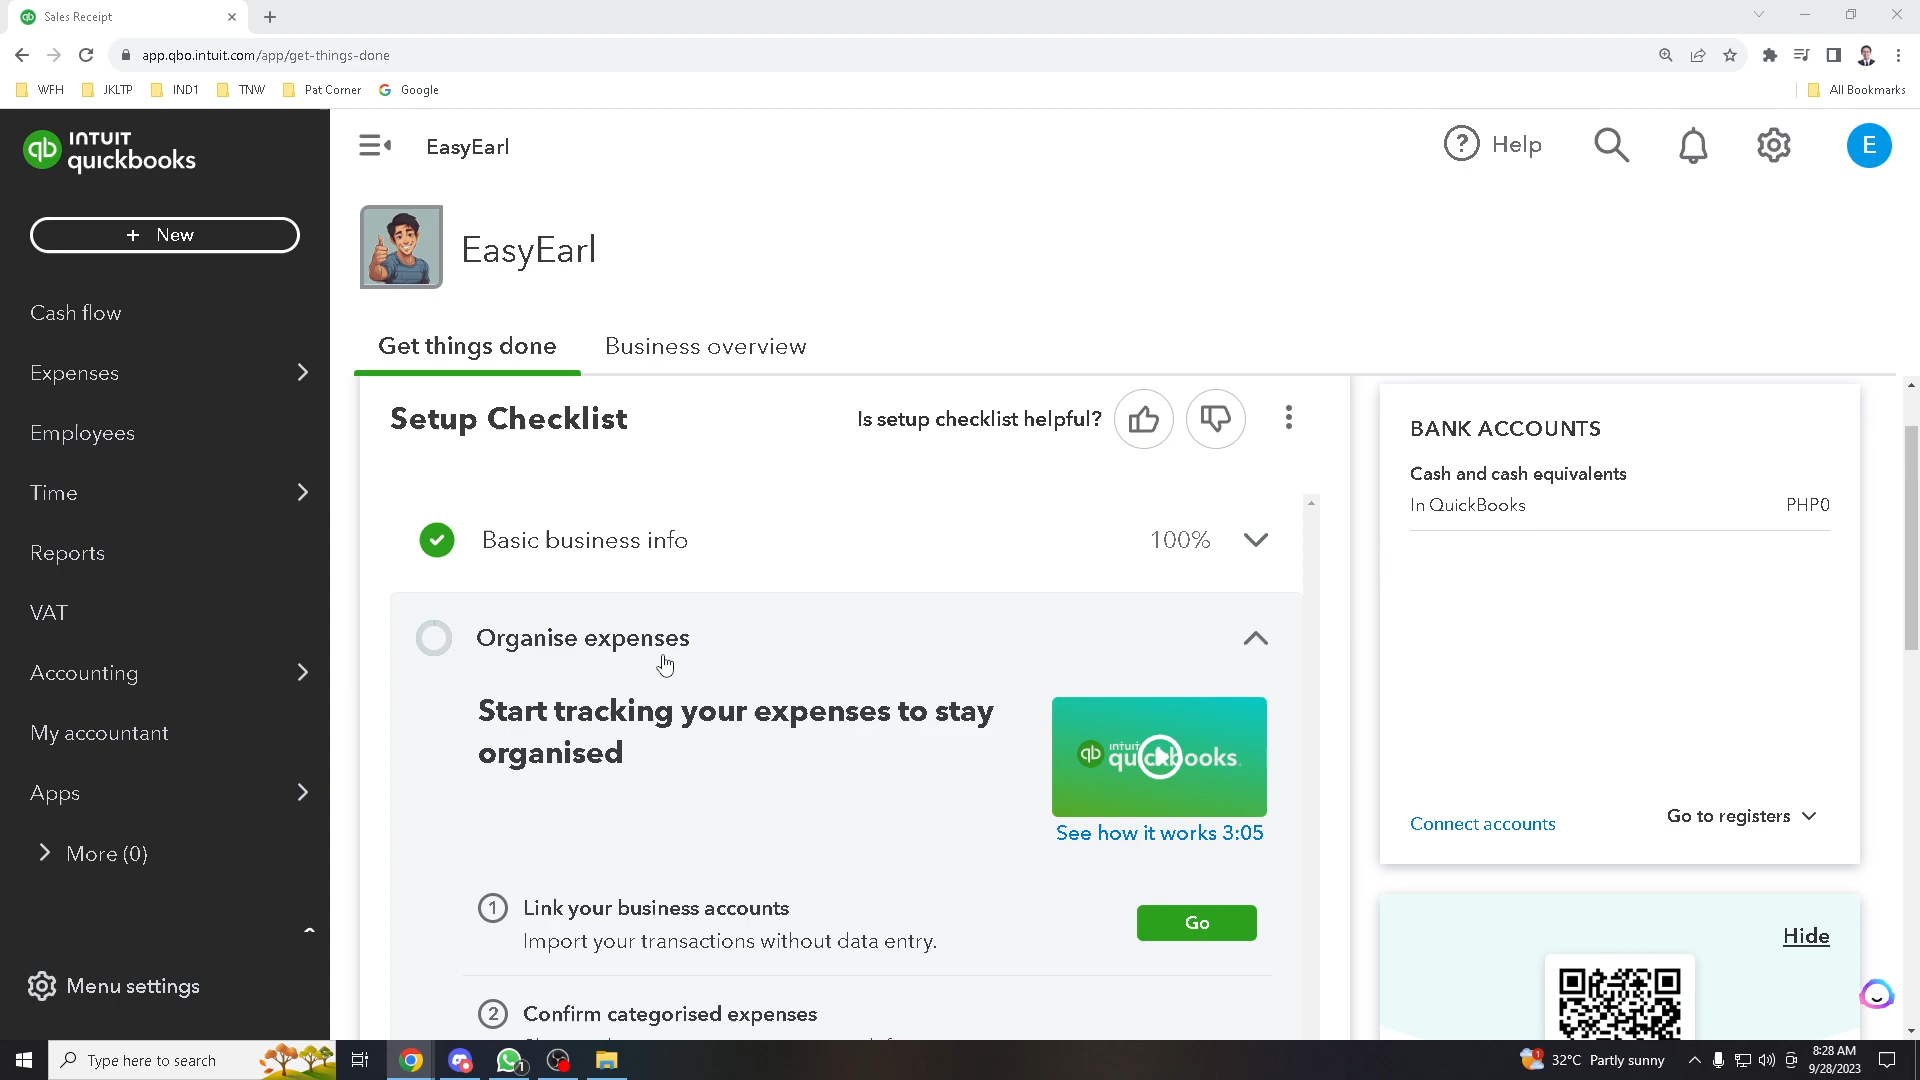 Sales Receipt
app.qbo.intuit.com/app/get-things-done
WFH
JKLTP
IND1
TNW
Pat Corner
Google
All Bookmarks
INTUIT
quickbooks
EasyEarl
Help
E
+ New
EasyEarl
Cash flow
Get things done
Business overview
Expenses
Setup Checklist
Is setup checklist helpful?
BANK ACCOUNTS
Employees
Cash and cash equivalents
In QuickBooks
PHP0
Time
Basic business info
100%
Reports
VAT
Organise expenses
Accounting
Start tracking your expenses to stay
organised
My accountant
INTUIT
quickbooks.
Apps
See how it works 3:05
Connect accounts
Go to registers
More (0)
1 Link your business accounts
Import your transactions without data entry.
Go
Hide
Menu settings
2 Confirm categorised expenses
Type here to search
1
32°C Partly sunny
8:28 AM
9/28/2023